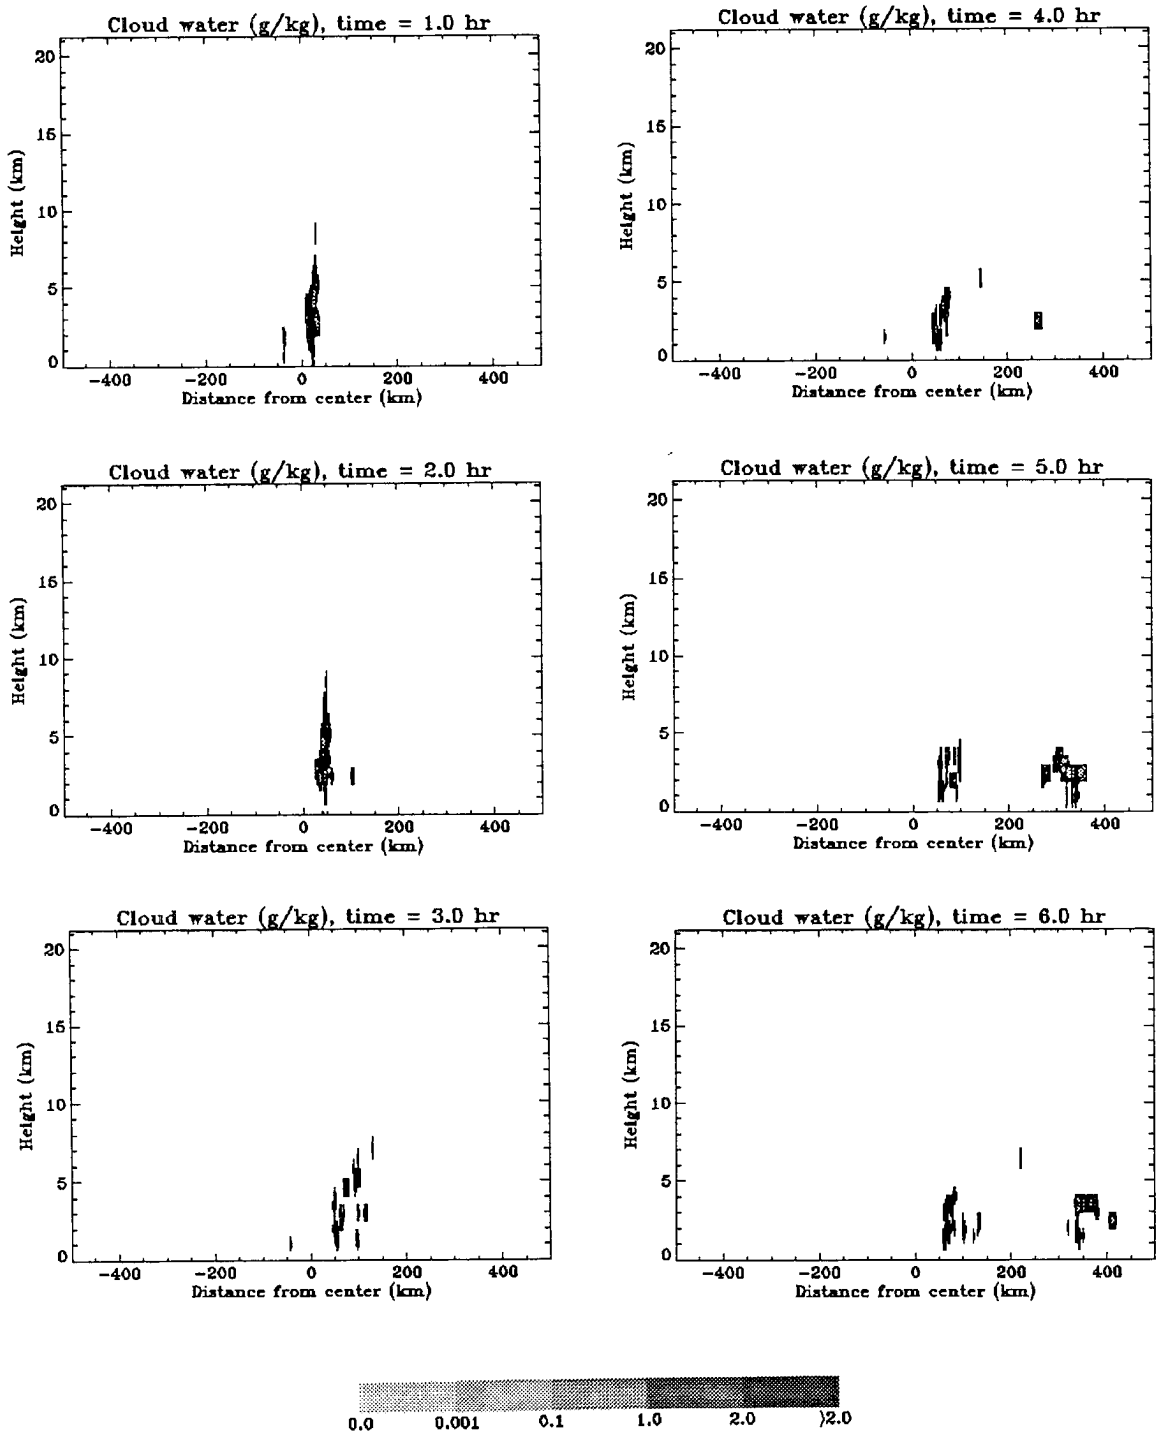 Cloud water (g/kg), time = 1.0 hr
20
15
10
5
0
Height (km)
-400 -200 0 200 400
Distance from center (km)
Cloud water (g/kg), time = 4.0 hr
20
15
10
5
0
Height (km)
-400 -200 0 200 400
Distance from center (km)
Cloud water (g/kg), time = 2.0 hr
20
15
10
5
0
Height (km)
-400 -200 0 200 400
Distance from center (km)
Cloud water (g/kg), time = 5.0 hr
20
15
10
5
0
Height (km)
-400 -200 0 200 400
Distance from center (km)
Cloud water (g/kg), time = 3.0 hr
20
15
10
5
0
Height (km)
-400 -200 0 200 400
Distance from center (km)
Cloud water (g/kg), time = 6.0 hr
20
15
10
5
0
Height (km)
-400 -200 0 200 400
Distance from center (km)
0.0 0.001 0.1 1.0 2.0 >2.0